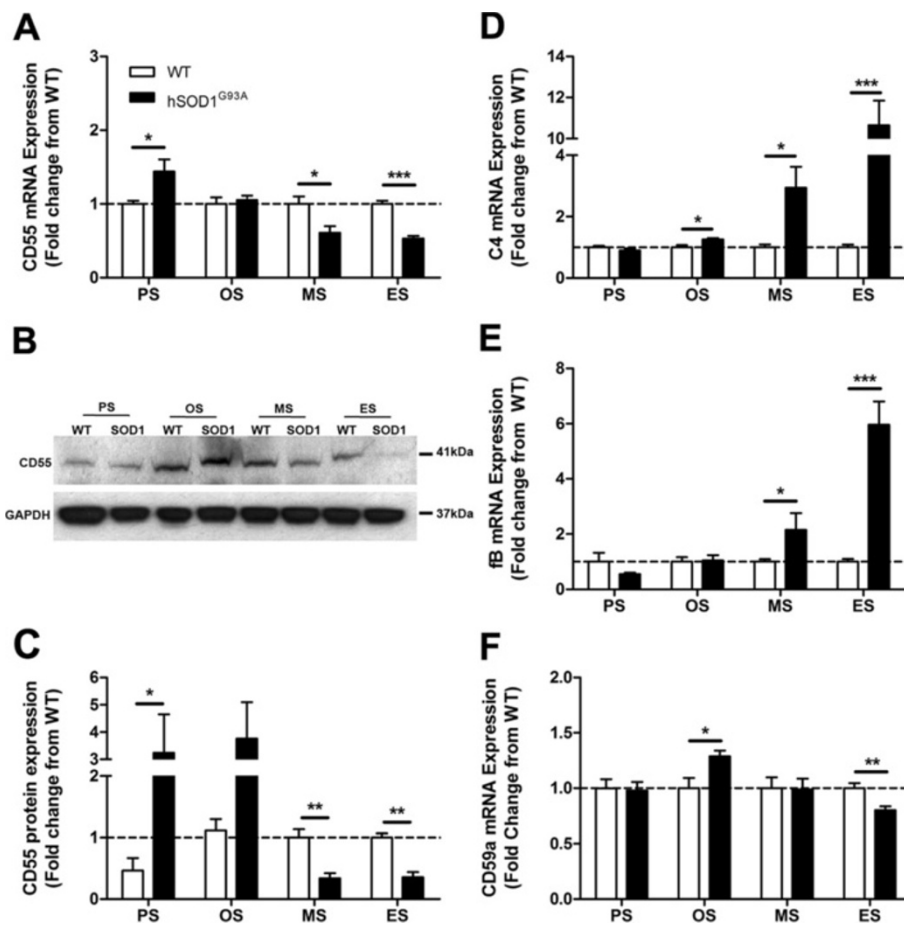 A
CD55 mRNA Expression
(Fold change from WT)
3
2
1
0
WT
hSOD1G93A
*
*
***
PS OS MS ES
B
PS OS MS ES
WT SOD1 WT SOD1 WT SOD1 WT SOD1
CD55
41kDa
GAPDH
37kDa
C
CD55 protein expression
(Fold change from WT)
6
5
4
3
2
1
0
*
**
**
PS OS MS ES
D
C4 mRNA Expression
(Fold change from WT)
14
12
10
8
4
2
0
*
*
***
PS OS MS ES
E
fB mRNA Expression
(Fold change from WT)
8
6
4
2
0
*
***
PS OS MS ES
F
CD59a mRNA Expression
(Fold Change from WT)
2.0
1.5
1.0
0.5
0.0
*
**
PS OS MS ES